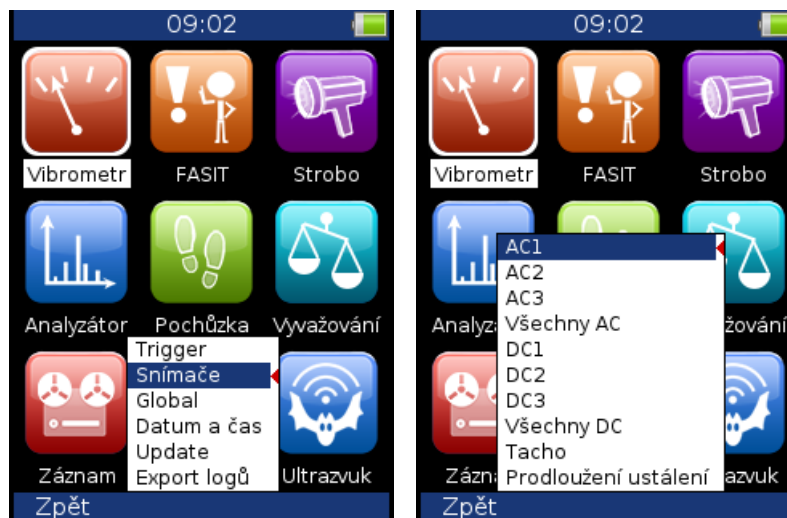 09:02
Vibrometr
FASIT
Strobo
Analyzátor
Pochůzka
Vyvažování
Trigger
Snímače
Global
Datum a čas
Update
Export logů
Záznam
Ultrazvuk
Zpět
09:02
Vibrometr
FASIT
Strobo
AC1
AC2
AC3
Všechny AC
DC1
DC2
DC3
Všechny DC
Tacho
Prodloužení ustálení
Zpět